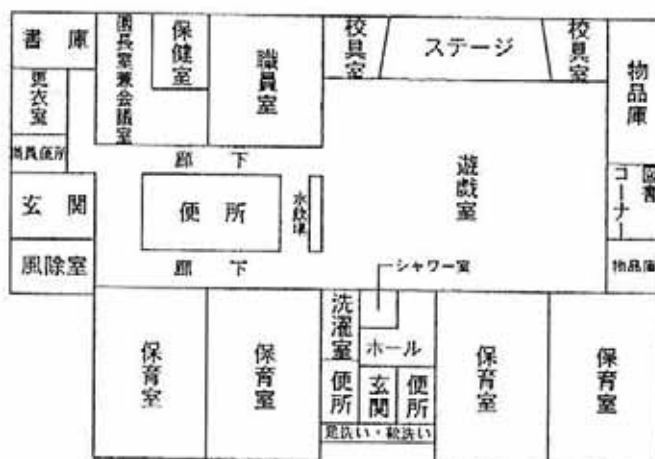 書庫
園長室兼会議室
保健室
職員室
校具室
ステージ
校具室
物品庫
更衣室
職員便所
廊下
遊戯室
図書
コーナー
玄関
便所
水飲場
風除室
廊下
シャワー室
物品庫
保育室
保育室
洗濯室
ホール
保育室
保育室
便所
玄関
便所
足洗い・靴洗い